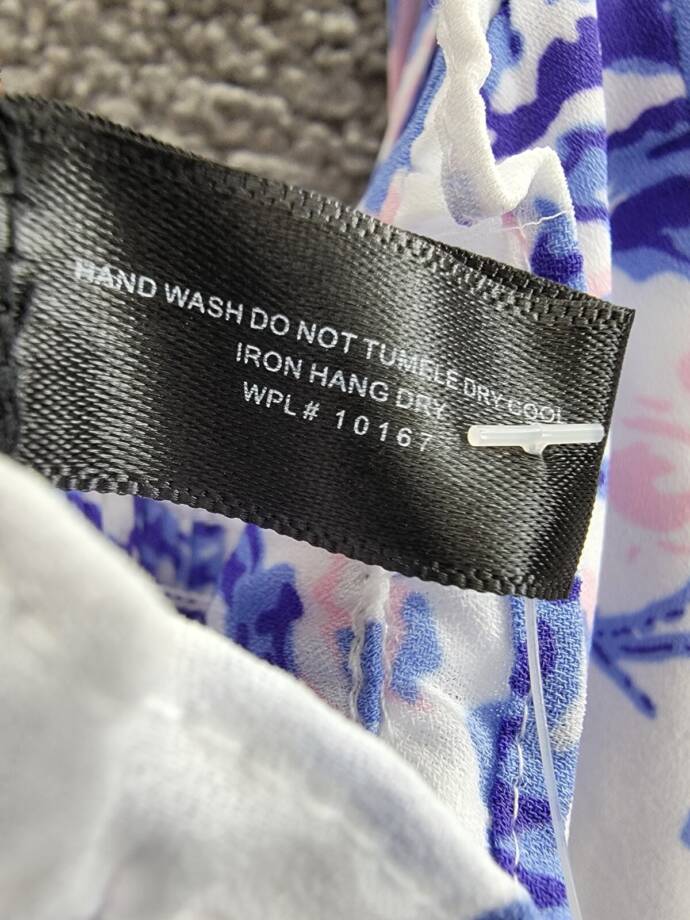 HAND WASH DO NOT TUMBLE DRY COOL
IRON HANG DRY
WPL# 10167